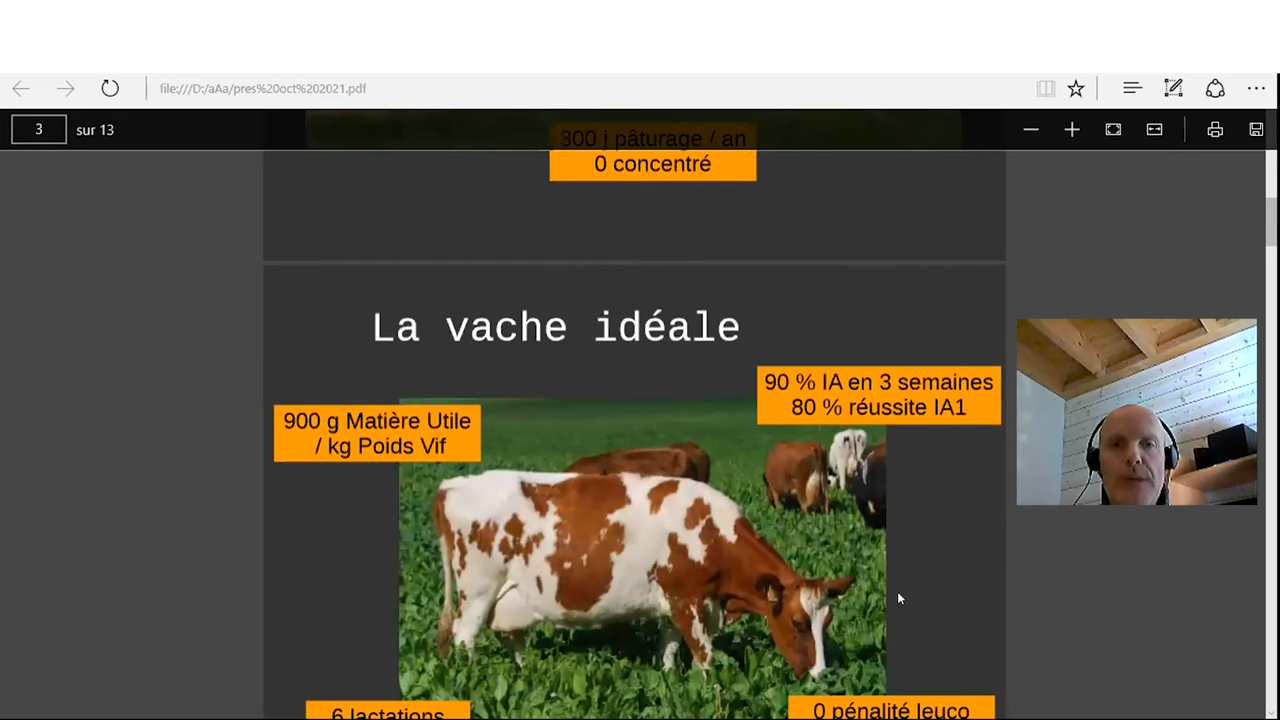 file:///D:/aAa/pres%20oct%202021.pdf
3 sur 13
300 j pâturage / an
0 concentré
La vache idéale
90 % IA en 3 semaines
80 % réussite IA1
900 g Matière Utile
/ kg Poids Vif
6 lactations
0 pénalité leuco